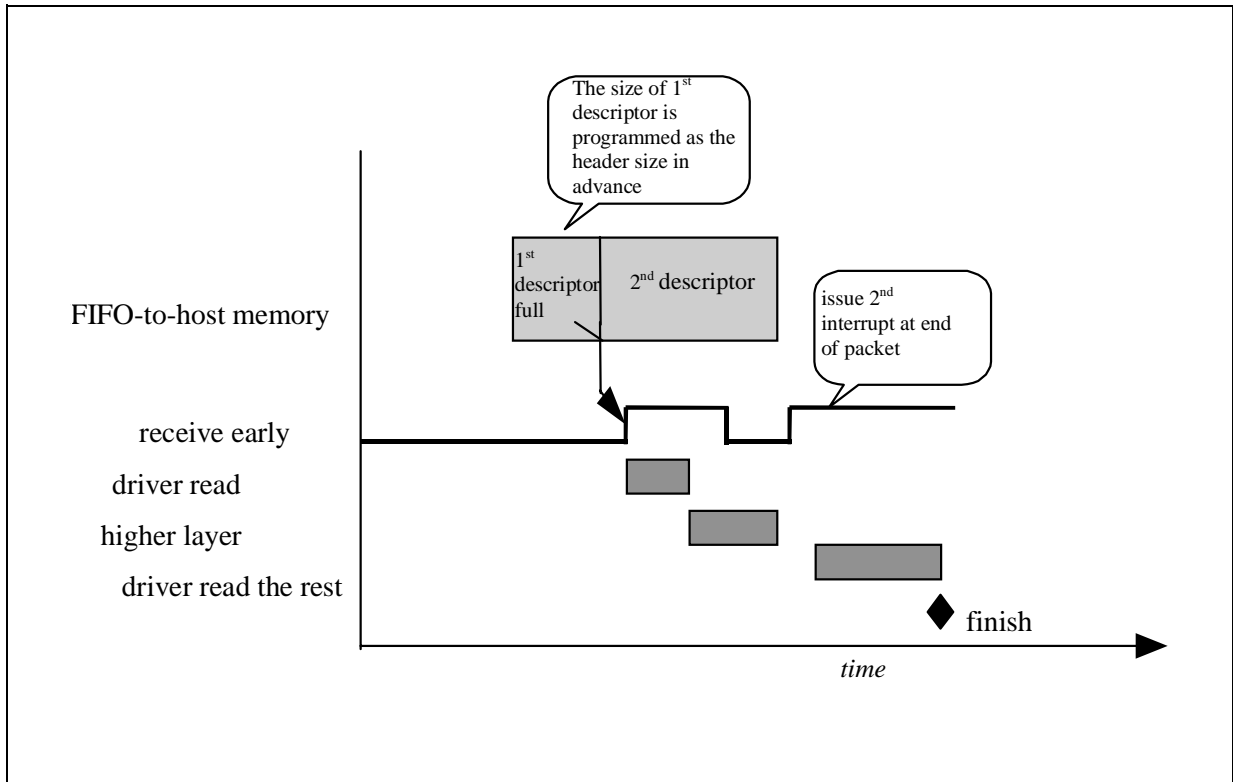 The size of 1st
descriptor is
programmed as the
header size in
advance
1st
descriptor
full
2nd descriptor
FIFO-to-host memory
issue 2nd
interrupt at end
of packet
receive early
driver read
higher layer
driver read the rest
finish
time